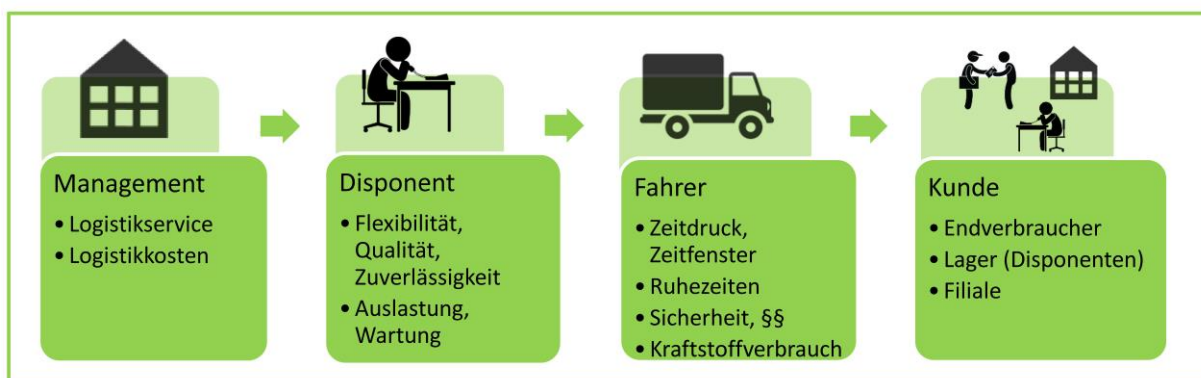 Management
• Logistikservice
• Logistikkosten
Disponent
• Flexibilität,
Qualität,
Zuverlässigkeit
• Auslastung,
Wartung
Fahrer
• Zeitdruck,
Zeitfenster
• Ruhezeiten
• Sicherheit, §§
• Kraftstoffverbrauch
Kunde
• Endverbraucher
• Lager (Disponenten)
• Filiale